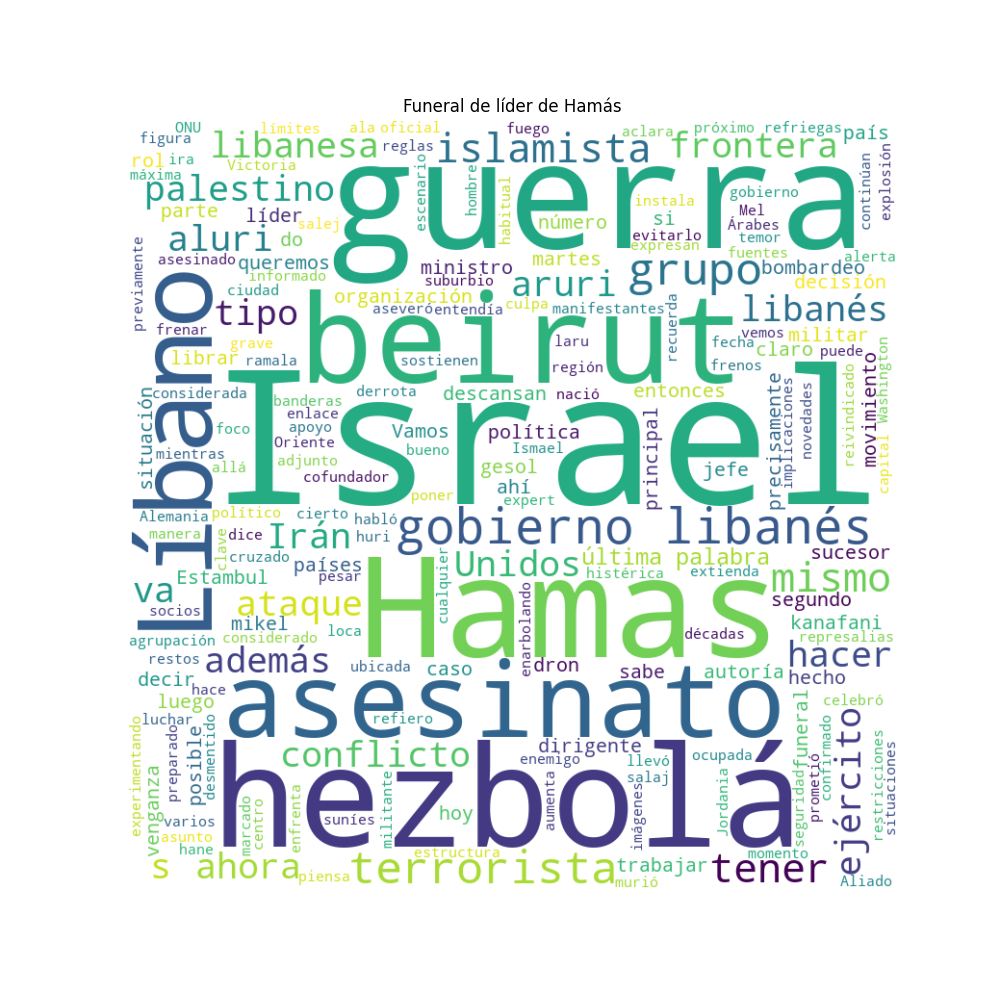 Funeral de líder de Hamás
ONU límites ala oficial fuego aclara próximo refriegas
figura libanesa reglas islamista frontera país
rol ira Victoria guerra
máxima palestino salej escenario hombre habitual instala gobierno continúan explosión
parte líder número si evitarlo Mel Árabes
aluri do expresan temor
asesinado queremos ministro martes fuentes alerta
previamente informado suburbio aruri grupo bombardeo
ciudad organización culpa decisión
tipo aseveró entendía manifestantes libanés
frenar beirut recuerda vemos militar
grave laru fecha claro puede
librar ramala sostienen región frenos movimiento
Líbano considerada derrota descansan nació entonces Washington
situación banderas Israel precisamente implicaciones novedades reivindicado
enlace
foco apoyo Vamos política principal
mientras Oriente bueno Ismael
allá adjunto gesol jefe
cofundador ahí capital
poner expert
Alemania político cierto habló gobierno libanés
manera clave dice Irán huri
cruzado países Unidos última palabra sucesor
va Estambul pesar histérica extienda mismo
socios ataque cualquier Hamas segundo
agrupación mikel loca enarbolando décadas kanafani
considerado represalias
restos además ubicada caso dron sabe autoría hacer
decir hace hecho
luego asesinato celebró
luchar refiero
experimentando preparado desmentido posible conflicto dirigente ocupada funeral confirmado ejército
venganza enemigo llevó seguridad restricciones situaciones
hezbolá aumenta imágenes salaj Jordania prometió
varios marcado centro enfrenta suníes militante hoy
asunto
hane estructura momento
s ahora terrorista trabajar tener
piensa murió Aliado